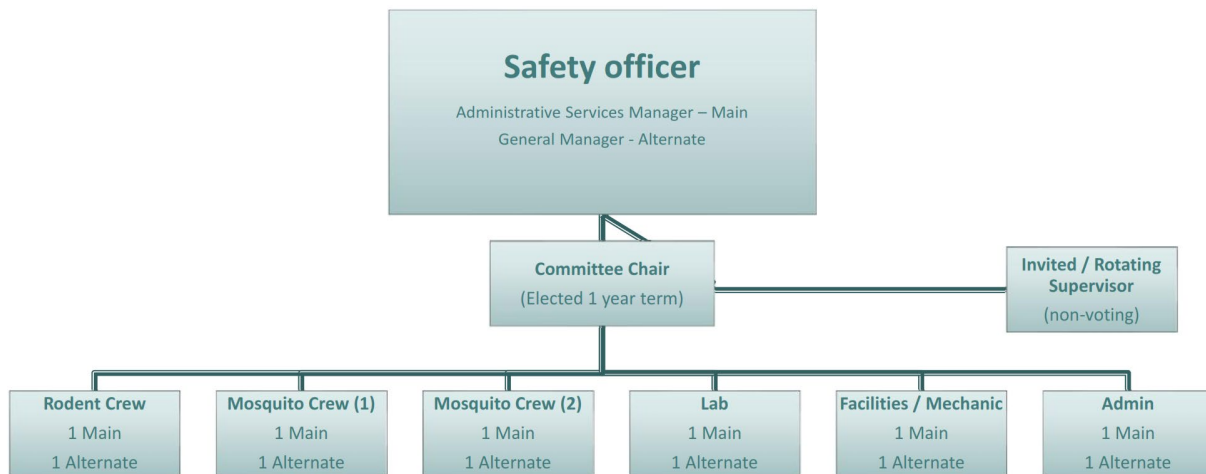 Safety officer
Administrative Services Manager – Main
General Manager - Alternate
Committee Chair
(Elected 1 year term)
Invited / Rotating
Supervisor
(non-voting)
Rodent Crew
1 Main
1 Alternate
Mosquito Crew (1)
1 Main
1 Alternate
Mosquito Crew (2)
1 Main
1 Alternate
Lab
1 Main
1 Alternate
Facilities / Mechanic
1 Main
1 Alternate
Admin
1 Main
1 Alternate